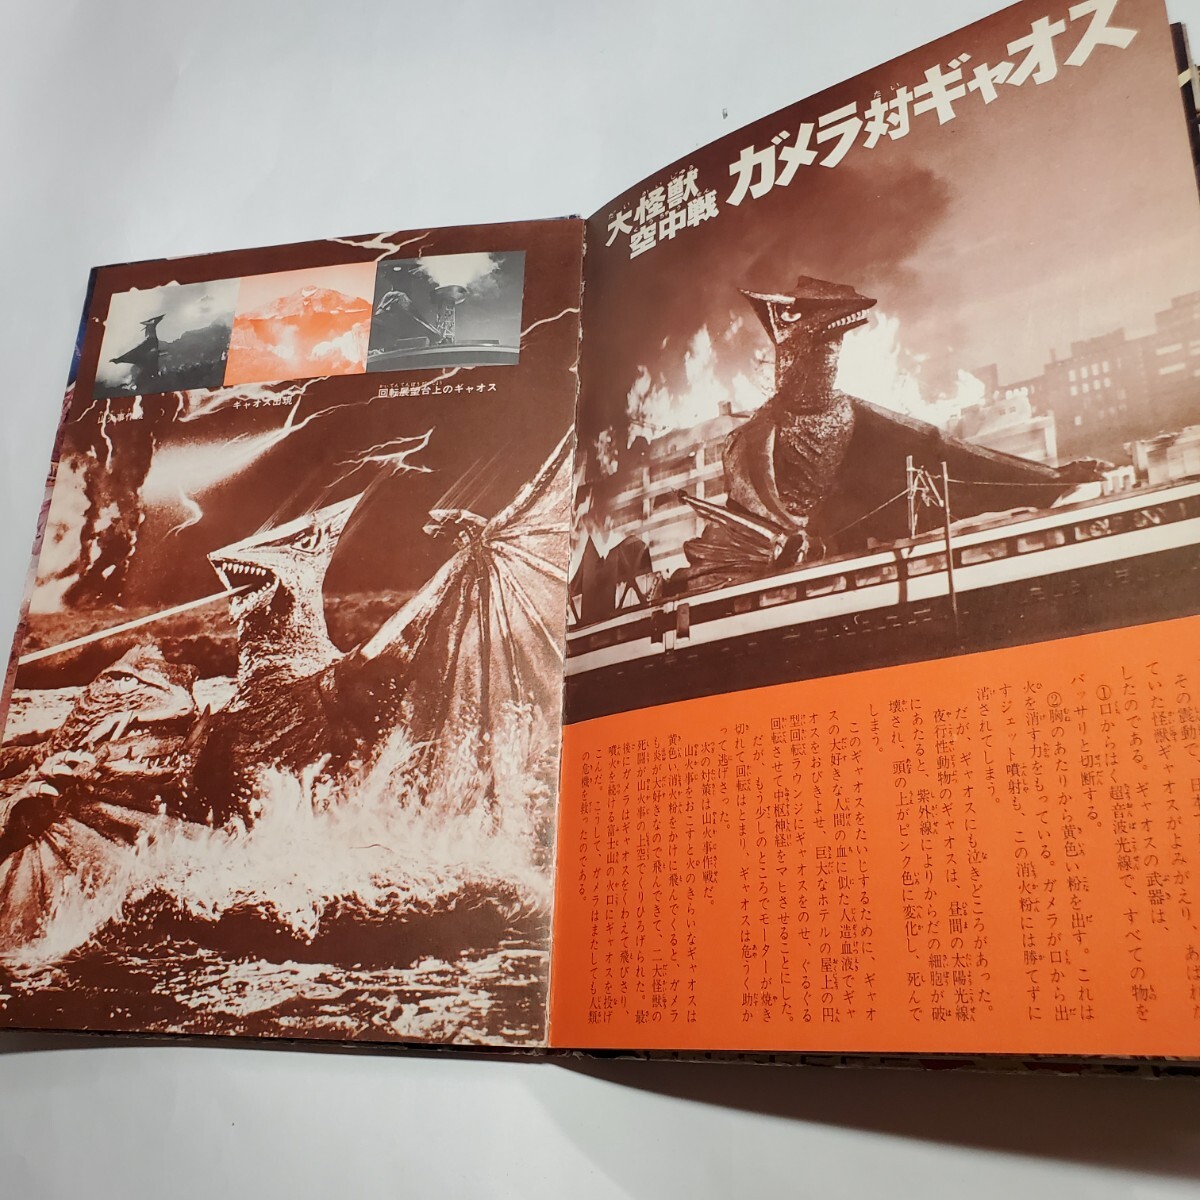 大怪獣
空中戦
ガメラ対ギャオス
その震動で
ていた怪獣ギャオスがよみがえり、
したのである。ギャオスの武器は、
①口からはく超音波光線で、すべての物を
バッサリと切断する。
②胸のあたりから黄色い粉を出す。これは
火を消す力をもっている。ガメラが口から出
すジェット噴射も、この消火粉には勝てずに
消されてしまう。
だが、ギャオスにも泣きどころがあった。
夜行性動物のギャオスは、昼間の太陽光線
にあたると、紫外線によりからだの細胞が破
壊され、頭の上がピンク色に変化し、死んで
しまう。
このギャオスをたいじするために、ギャオ
スの大好きな人間の血に似た人造血液でギャ
オスをおびきよせ、巨大なホテルの屋上の円
型回転ラウンジにギャオスをのせ、ぐるぐる
回転させて中枢神経をマヒさせることにした。
だが、もう少しのところでモーターが焼き
切れて回転はとまり、ギャオスは危うく助か
って逃げさった。
次の対策は山火事作戦だ。
山火事をおこすと火のきらいなギャオスは
黄色い消火粉をかけに飛んでくると、ガメラ
も炎が大好きなので飛んできて、二大怪獣の
死闘が山火事の上空でくりひろげられた。最
後にガメラはギャオスをくわえて飛びさり、
噴火を続ける富士山の火口にギャオスを投げ
こんだ。こうして、ガメラはまたしても人類
の危機を救ったのである。
回転展望台上のギャオス
ギャオス出現
山火事作戦